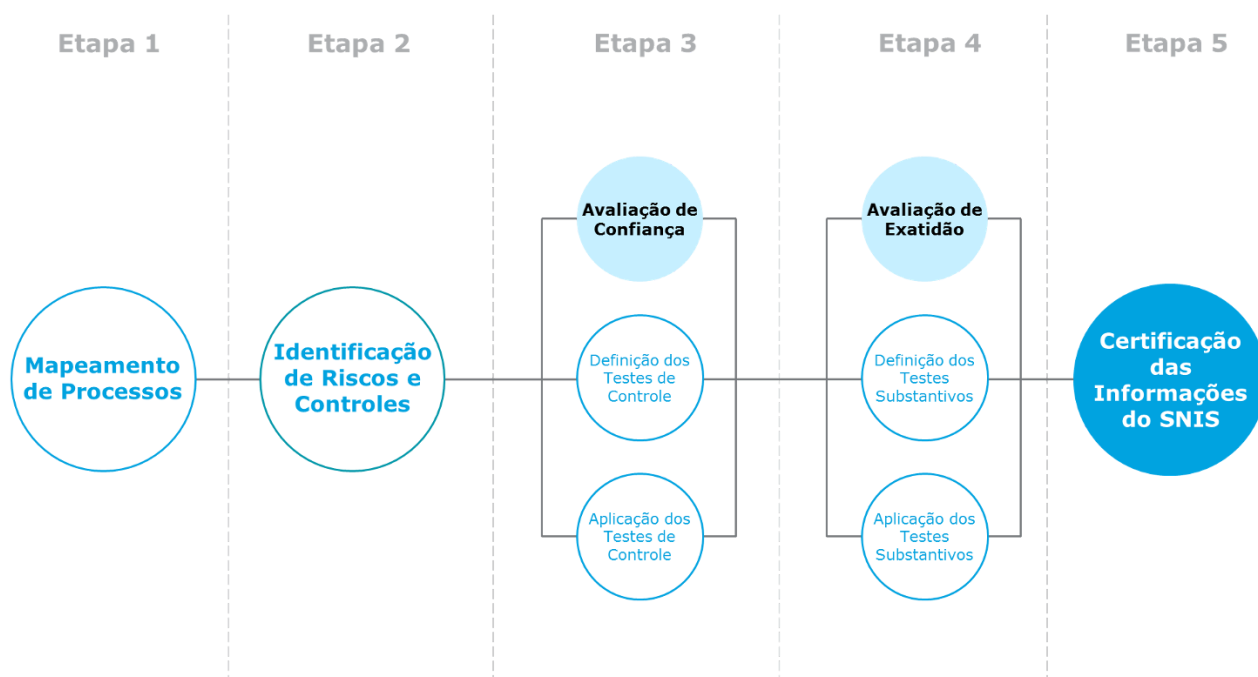 Etapa 1
Etapa 2
Etapa 3
Etapa 4
Etapa 5
Mapeamento
de Processos
Identificação
de Riscos e
Controles
Avaliação de
Confiança
Definição dos
Testes de
Controle
Aplicação dos
Testes de
Controle
Avaliação de
Exatidão
Definição dos
Testes
Substantivos
Aplicação dos
Testes
Substantivos
Certificação
das
Informações
do SNIS